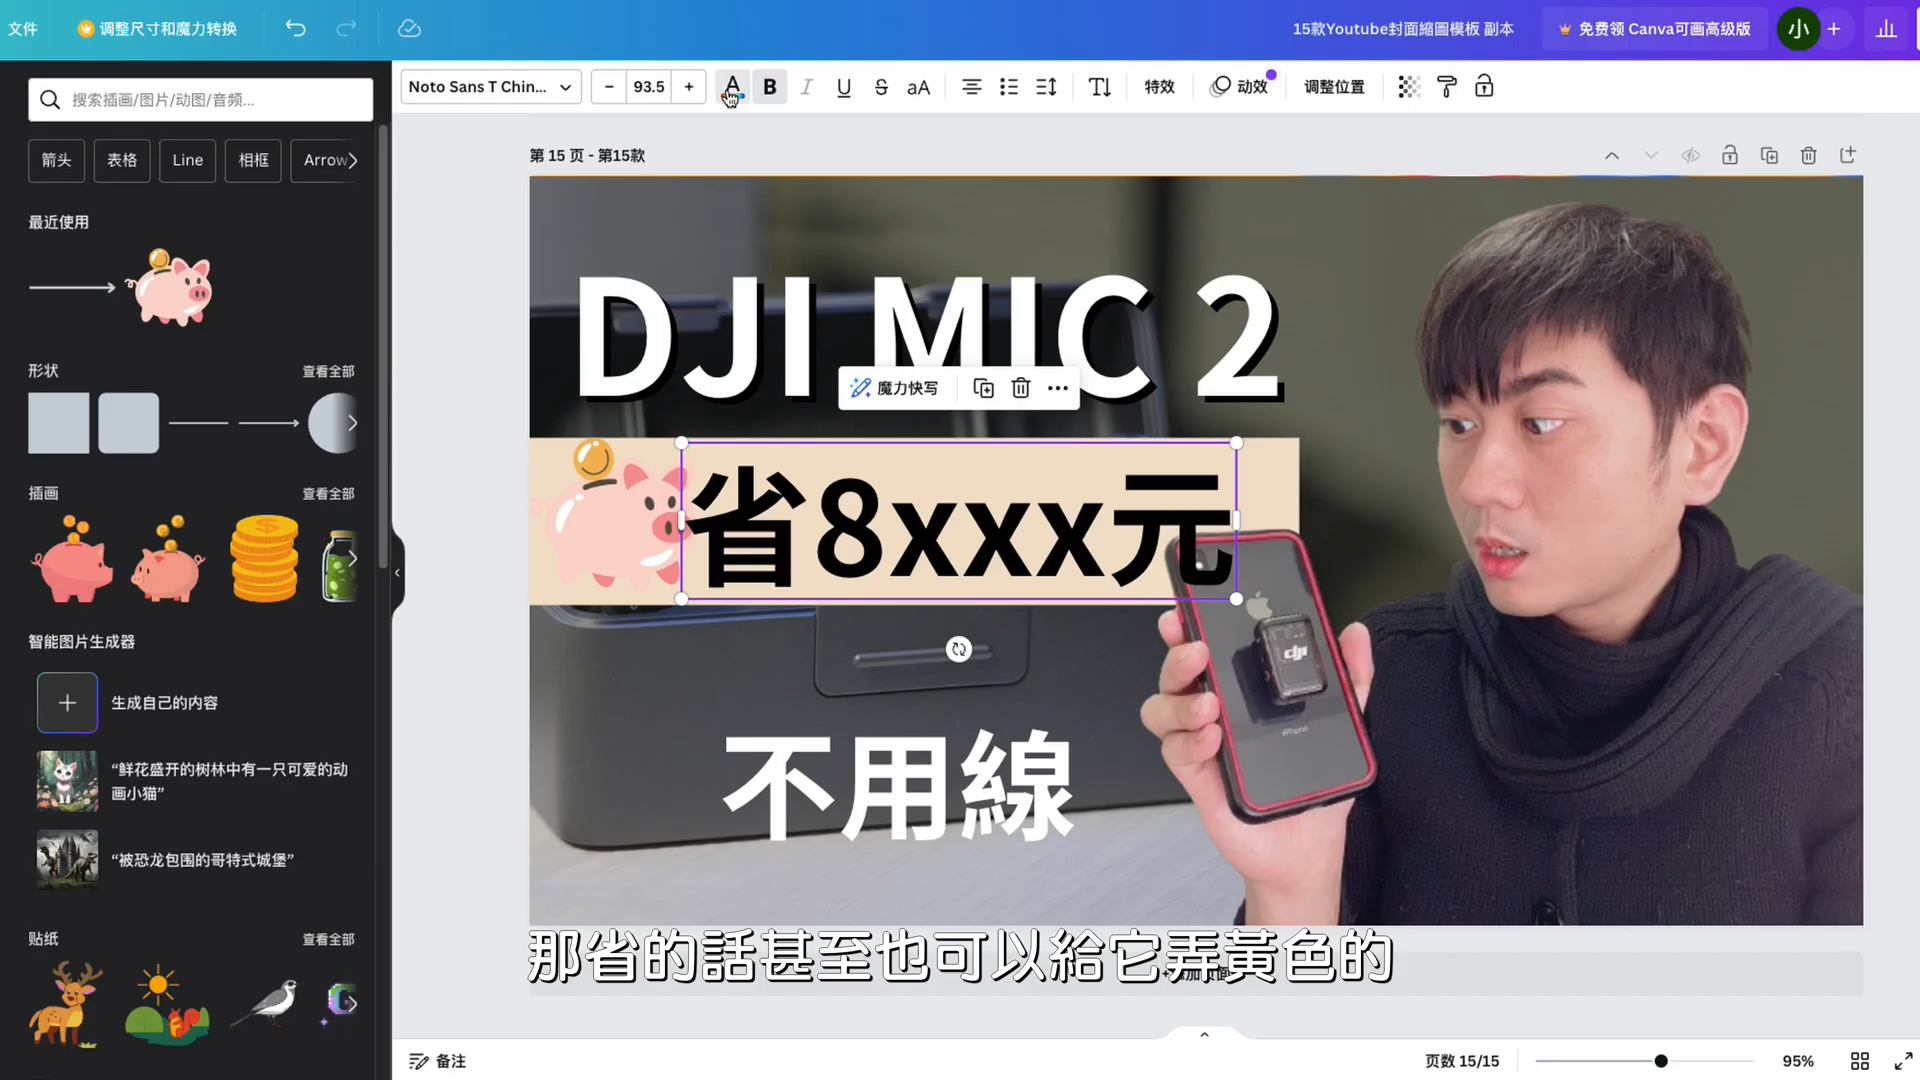 文件
调整尺寸和魔力转换
15款Youtube封面縮圖模板 副本
免费领 Canva可画高级版
小
搜索插画/图片/动图/音频...
Noto Sans T Chin...
93.5
A
B
I
U
S
aA
特效
动效
调整位置
箭头
表格
Line
相框
Arrow
第 15 页 - 第15款
最近使用
形状
查看全部
插画
查看全部
智能图片生成器
生成自己的内容
“鲜花盛开的树林中有一只可爱的动
画小猫”
“被恐龙包围的哥特式城堡”
贴纸
查看全部
DJI MIC 2
魔力快写
省8xxx元
dji
iPhone
不用線
那省的話甚至也可以給它弄黃色的
备注
页数 15/15
95%